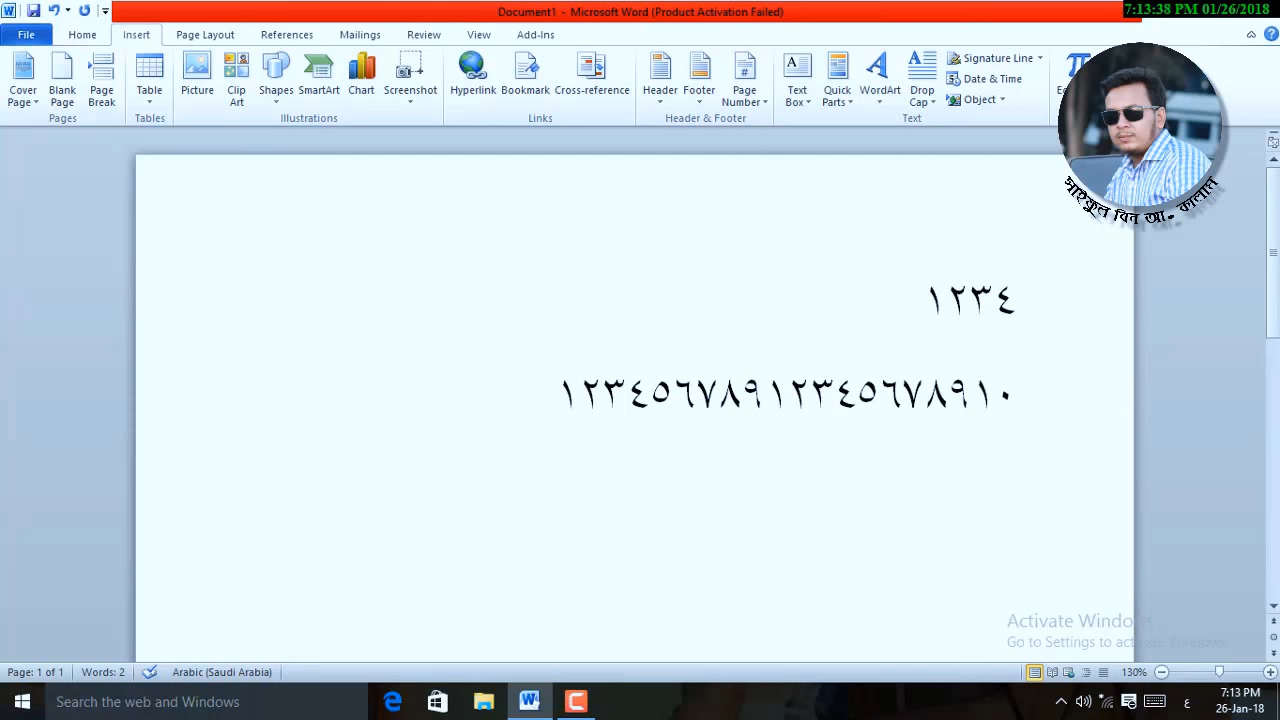 Document1 - Microsoft Word (Product Activation Failed)
7:13:38 PM 01/26/2018
File Home Insert Page Layout References Mailings Review View Add-Ins
Cover Page
Blank Page
Page Break
Table
Picture
Clip Art
Shapes
SmartArt
Chart
Screenshot
Hyperlink
Bookmark
Cross-reference
Header
Footer
Page Number
Text Box
Quick Parts
WordArt
Drop Cap
Signature Line
Date & Time
Object
Pages Tables Illustrations Links Header & Footer Text
সাইফুল বিন আ. কালাম
١٢٣٤
١٢٣٤٥٦٧٨٩١٢٣٤٥٦٧٨٩١٠
Activate Windows
Go to Settings to activate Windows.
Page: 1 of 1 Words: 2 Arabic (Saudi Arabia) 130%
Search the web and Windows
ع
7:13 PM
26-Jan-18